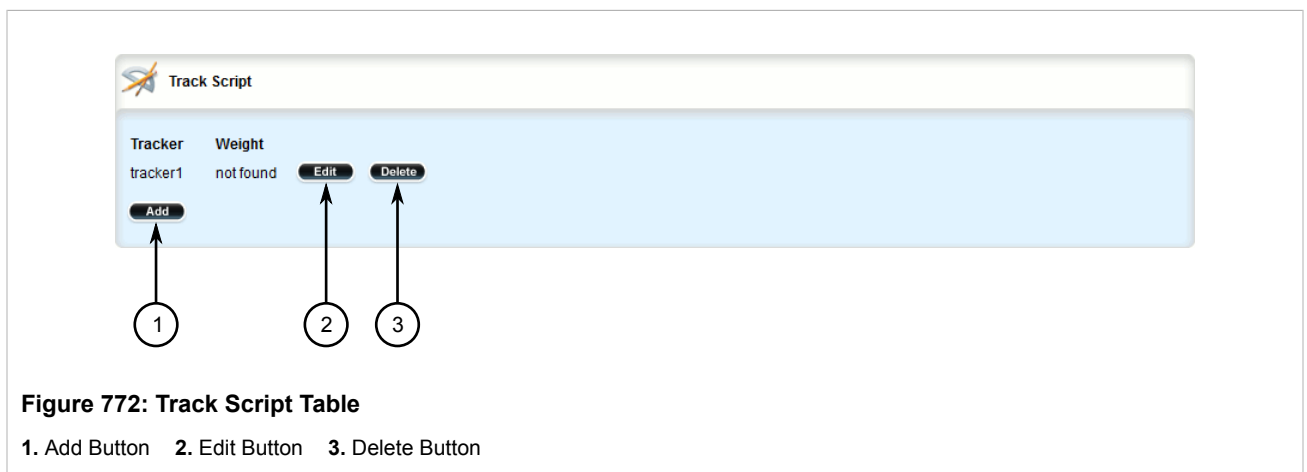 Track Script
Tracker Weight
tracker1 not found Edit Delete
Add
1 2 3
Figure 772: Track Script Table
1. Add Button 2. Edit Button 3. Delete Button